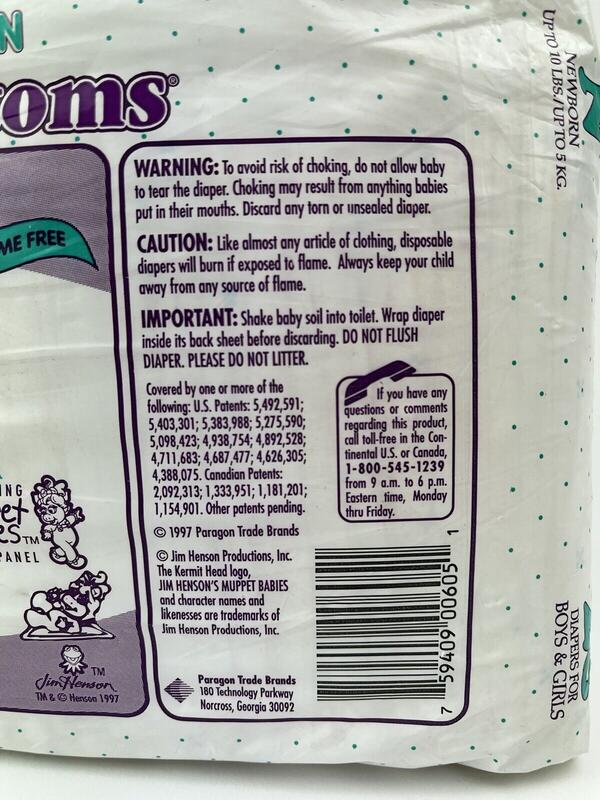 N
oms®
ME FREE
ING
et
es™
PANEL
Jim Henson TM
TM & © Henson 1997
WARNING: To avoid risk of choking, do not allow baby
to tear the diaper. Choking may result from anything babies
put in their mouths. Discard any torn or unsealed diaper.
CAUTION: Like almost any article of clothing, disposable
diapers will burn if exposed to flame. Always keep your child
away from any source of flame.
IMPORTANT: Shake baby soil into toilet. Wrap diaper
inside its back sheet before discarding. DO NOT FLUSH
DIAPER. PLEASE DO NOT LITTER.
Covered by one or more of the
following: U.S. Patents: 5,492,591;
5,403,301; 5,383,988; 5,275,590;
5,098,423; 4,938,754; 4,892,528;
4,711,683; 4,687,477; 4,626,305;
4,388,075. Canadian Patents:
2,092,313; 1,333,951; 1,181,201;
1,154,901. Other patents pending.
© 1997 Paragon Trade Brands
© Jim Henson Productions, Inc.
The Kermit Head logo,
JIM HENSON'S MUPPET BABIES
and character names and
likenesses are trademarks of
Jim Henson Productions, Inc.
Paragon Trade Brands
180 Technology Parkway
Norcross, Georgia 30092
If you have any
questions or comments
regarding this product,
call toll-free in the Con-
tinental U.S. or Canada,
1-800-545-1239
from 9 a.m. to 6 p.m.
Eastern time, Monday
thru Friday.
7 59409 00605 1
NEWBORN
UP TO 10 LBS./UP TO 5 KG.
DIAPERS FOR
BOYS & GIRLS